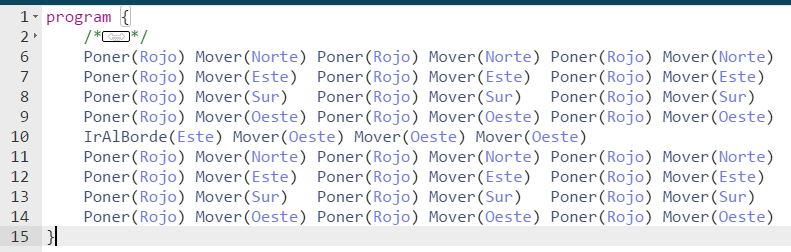 1 program {
2 /*...*/
6 Poner(Rojo) Mover(Norte) Poner(Rojo) Mover(Norte) Poner(Rojo) Mover(Norte)
7 Poner(Rojo) Mover(Este) Poner(Rojo) Mover(Este) Poner(Rojo) Mover(Este)
8 Poner(Rojo) Mover(Sur) Poner(Rojo) Mover(Sur) Poner(Rojo) Mover(Sur)
9 Poner(Rojo) Mover(Oeste) Poner(Rojo) Mover(Oeste) Poner(Rojo) Mover(Oeste)
10 IrAlBorde(Este) Mover(Oeste) Mover(Oeste) Mover(Oeste)
11 Poner(Rojo) Mover(Norte) Poner(Rojo) Mover(Norte) Poner(Rojo) Mover(Norte)
12 Poner(Rojo) Mover(Este) Poner(Rojo) Mover(Este) Poner(Rojo) Mover(Este)
13 Poner(Rojo) Mover(Sur) Poner(Rojo) Mover(Sur) Poner(Rojo) Mover(Sur)
14 Poner(Rojo) Mover(Oeste) Poner(Rojo) Mover(Oeste) Poner(Rojo) Mover(Oeste)
15 }